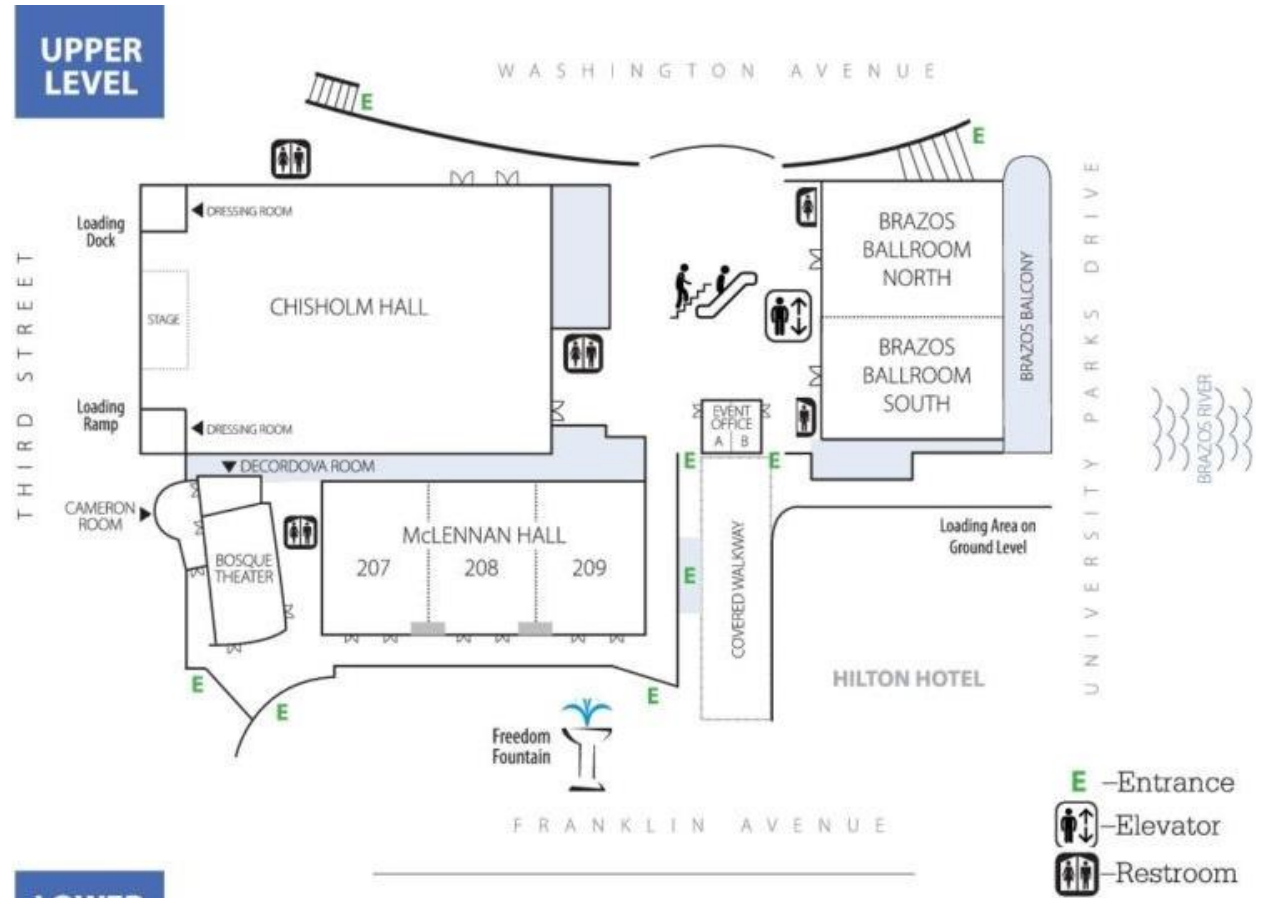 UPPER
LEVEL
WASHINGTON AVENUE
E
E
Loading
Dock
DRESSING ROOM
THIRD STREET
STAGE
CHISHOLM HALL
Loading
Ramp
DRESSING ROOM
DECORDOVA ROOM
CAMERON
ROOM
BOSQUE
THEATER
McLENNAN HALL
207
208
209
BRAZOS
BALLROOM
NORTH
BRAZOS
BALLROOM
SOUTH
BRAZOS BALCONY
UNIVERSITY PARKS DRIVE
BRAZOS RIVER
EVENT
OFFICE
A B
E
E
E
COVERED WALKWAY
Loading Area on
Ground Level
HILTON HOTEL
E
E
E
Freedom
Fountain
FRANKLIN AVENUE
E –Entrance
–Elevator
–Restroom
LOWER